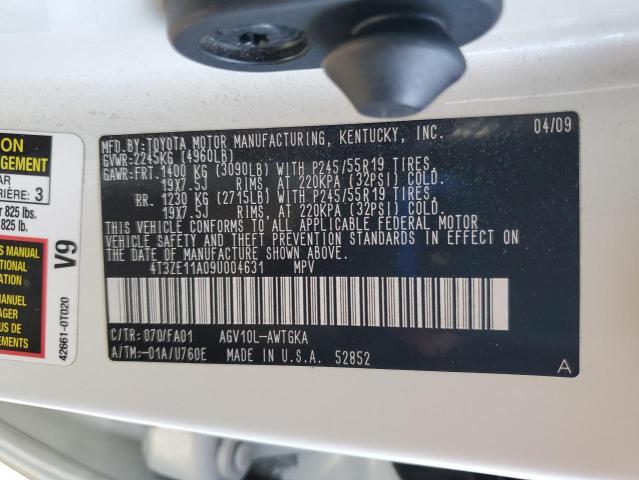 ON
NAGEMENT
AR
RIÈRE: 3
r 825 lbs.
825 lb.
V9
S MANUAL
TIONAL
ATION.
MANUEL
AGER
OUR
US DE
42661-0T020
MFD.BY:TOYOTA MOTOR MANUFACTURING, KENTUCKY, INC. 04/09
GVWR:2245KG (4960LB)
GAWR:FRT.1400 KG (3090LB) WITH P245/55R19 TIRES,
19X7.5J RIMS, AT 220KPA (32PSI) COLD.
RR. 1230 KG (2715LB) WITH P245/55R19 TIRES,
19X7.5J RIMS, AT 220KPA (32PSI) COLD.
THIS VEHICLE CONFORMS TO ALL APPLICABLE FEDERAL MOTOR
VEHICLE SAFETY AND THEFT PREVENTION STANDARDS IN EFFECT ON
THE DATE OF MANUFACTURE SHOWN ABOVE.
4T3ZE11A09U004631 MPV
C/TR: 070/FA01 AGV10L-AWTGKA
A/TM:-01A/U760E MADE IN U.S.A. 52852
A